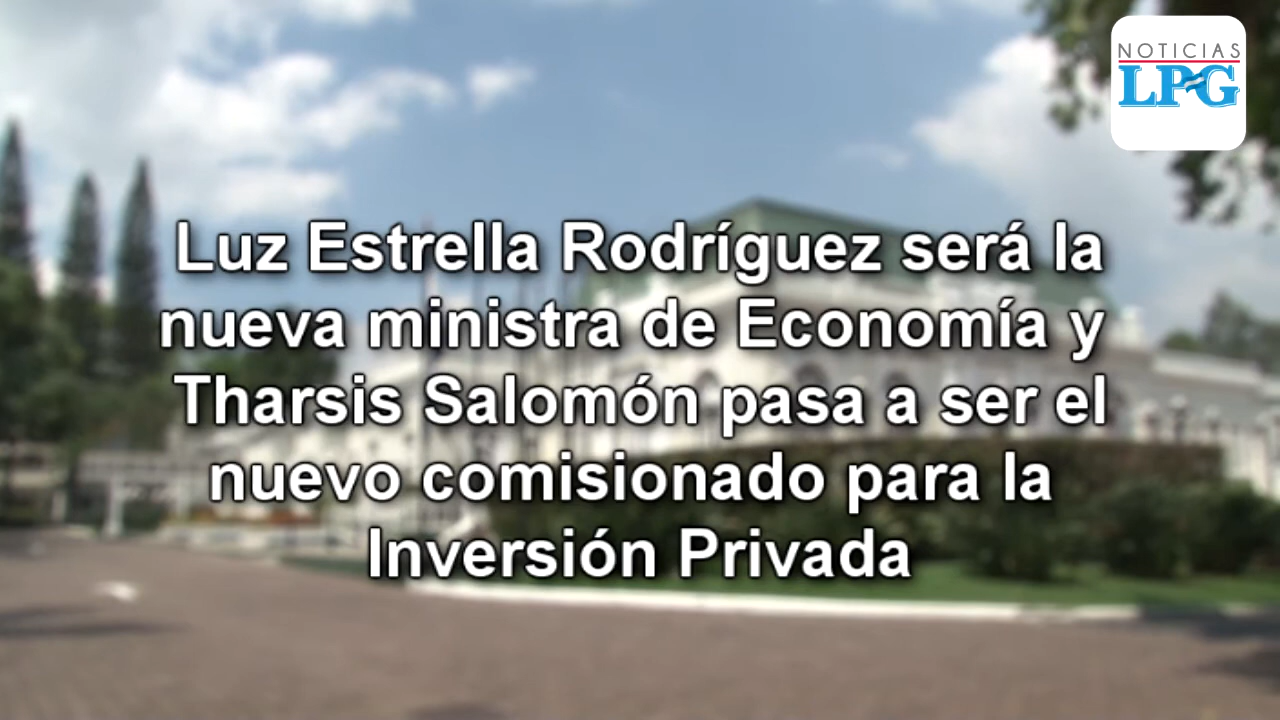 NOTICIAS
LPG
Luz Estrella Rodríguez será la
nueva ministra de Economía y
Tharsis Salomón pasa a ser el
nuevo comisionado para la
Inversión Privada